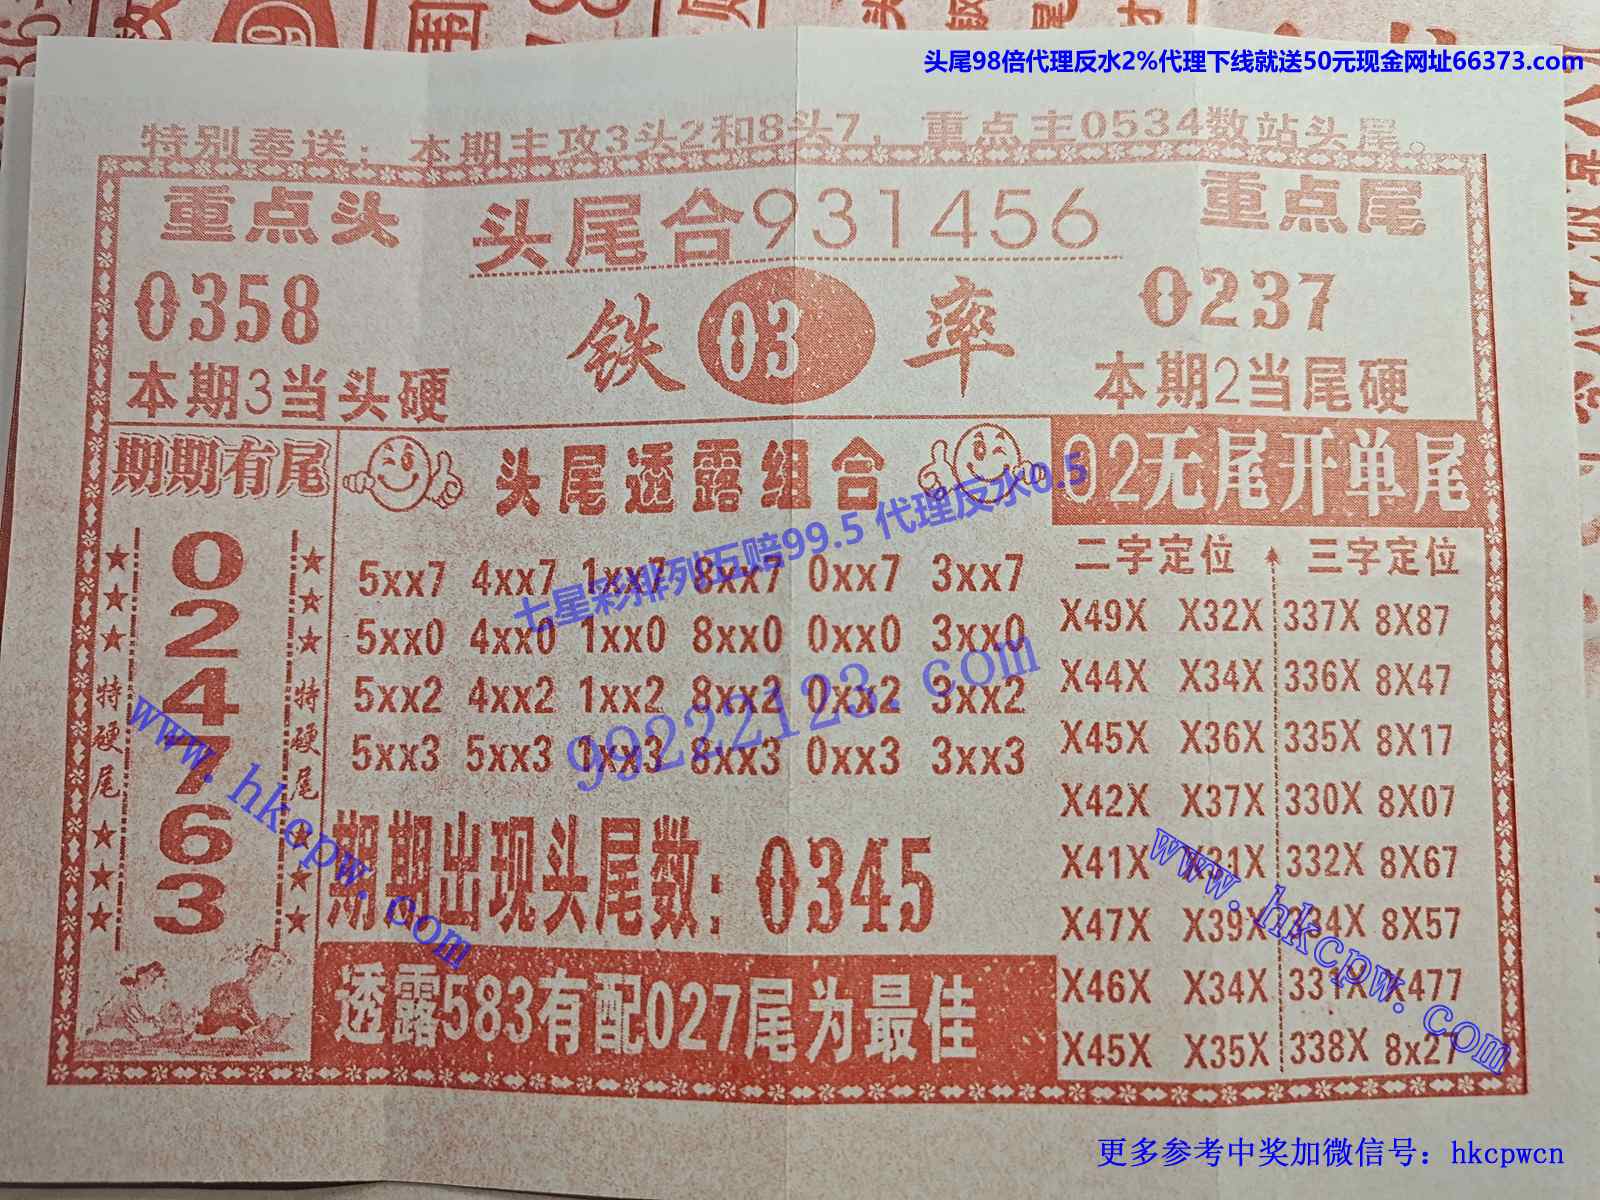 头尾98倍代理反水2%代理下线就送50元现金网址66373.com
特别奉送：本期主攻3头2和8头7，重点主0534数站头尾。
重点头 头尾合931456 重点尾
0358 铁 03 率 0237
本期3当头硬 本期2当尾硬
期期有尾
0
2
4
7
6
3
特硬尾
特硬尾
头尾透露组合
5xx7 4xx7 1xx7 8xx7 0xx7 3xx7
5xx0 4xx0 1xx0 8xx0 0xx0 3xx0
5xx2 4xx2 1xx2 8xx2 0xx2 3xx2
5xx3 5xx3 1xx3 8xx3 0xx3 3xx3
期期出现头尾数：0345
透露583有配027尾为最佳
02无尾开单尾
二字定位 三字定位
X49X X32X 337X 8X87
X44X X34X 336X 8X47
X45X X36X 335X 8X17
X42X X37X 330X 8X07
X41X X31X 332X 8X67
X47X X39X 334X 8X57
X46X X34X 331X X477
X45X X35X 338X 8x27
七星彩排列五赔99.5 代理反水0.5
99222123.com
www.hkcpw.com
www.hkcpw.com
更多参考中奖加微信号：hkcpwcn